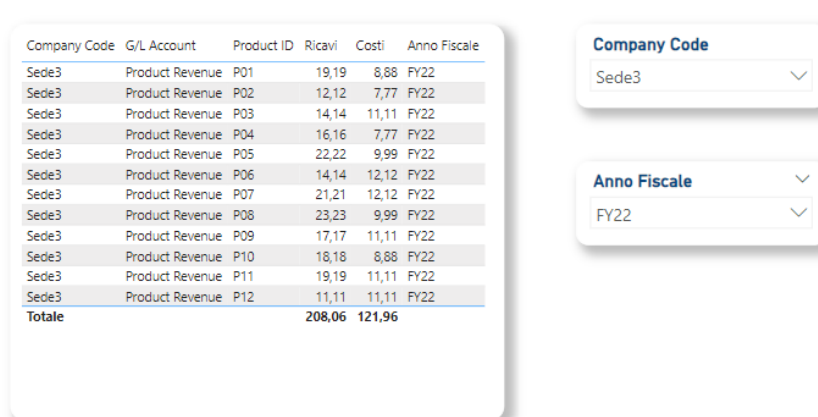 Company Code G/L Account Product ID Ricavi Costi Anno Fiscale
Sede3 Product Revenue P01 19,19 8,88 FY22
Sede3 Product Revenue P02 12,12 7,77 FY22
Sede3 Product Revenue P03 14,14 11,11 FY22
Sede3 Product Revenue P04 16,16 7,77 FY22
Sede3 Product Revenue P05 22,22 9,99 FY22
Sede3 Product Revenue P06 14,14 12,12 FY22
Sede3 Product Revenue P07 21,21 12,12 FY22
Sede3 Product Revenue P08 23,23 9,99 FY22
Sede3 Product Revenue P09 17,17 11,11 FY22
Sede3 Product Revenue P10 18,18 8,88 FY22
Sede3 Product Revenue P11 19,19 11,11 FY22
Sede3 Product Revenue P12 11,11 11,11 FY22
Totale 208,06 121,96
Company Code
Sede3
Anno Fiscale
FY22